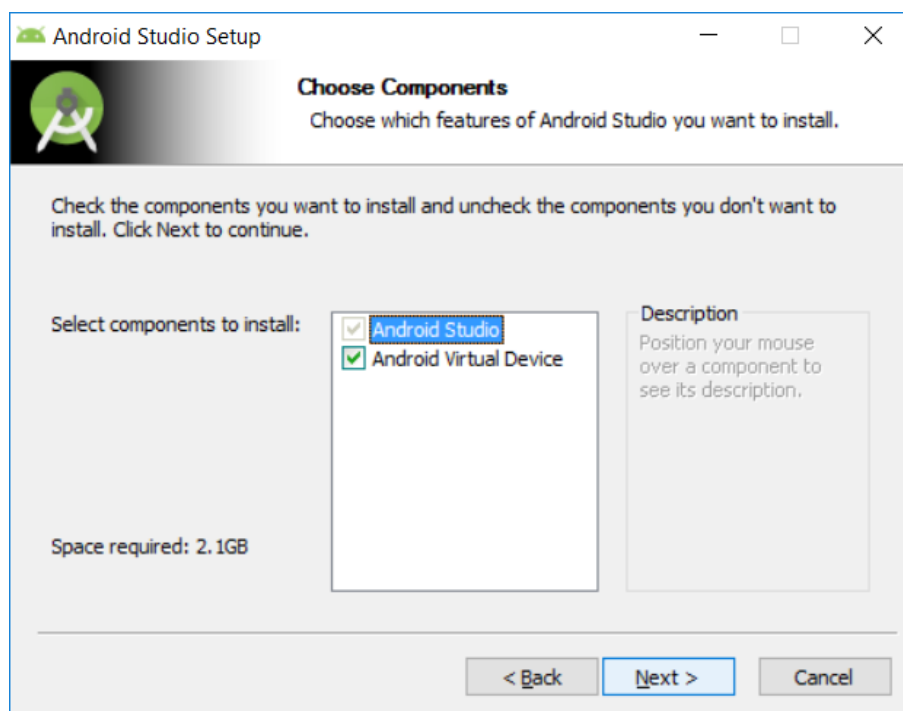 Android Studio Setup
Choose Components
Choose which features of Android Studio you want to install.
Check the components you want to install and uncheck the components you don't want to
install. Click Next to continue.
Select components to install:
Android Studio
Android Virtual Device
Description
Position your mouse
over a component to
see its description.
Space required: 2.1GB
< Back
Next >
Cancel